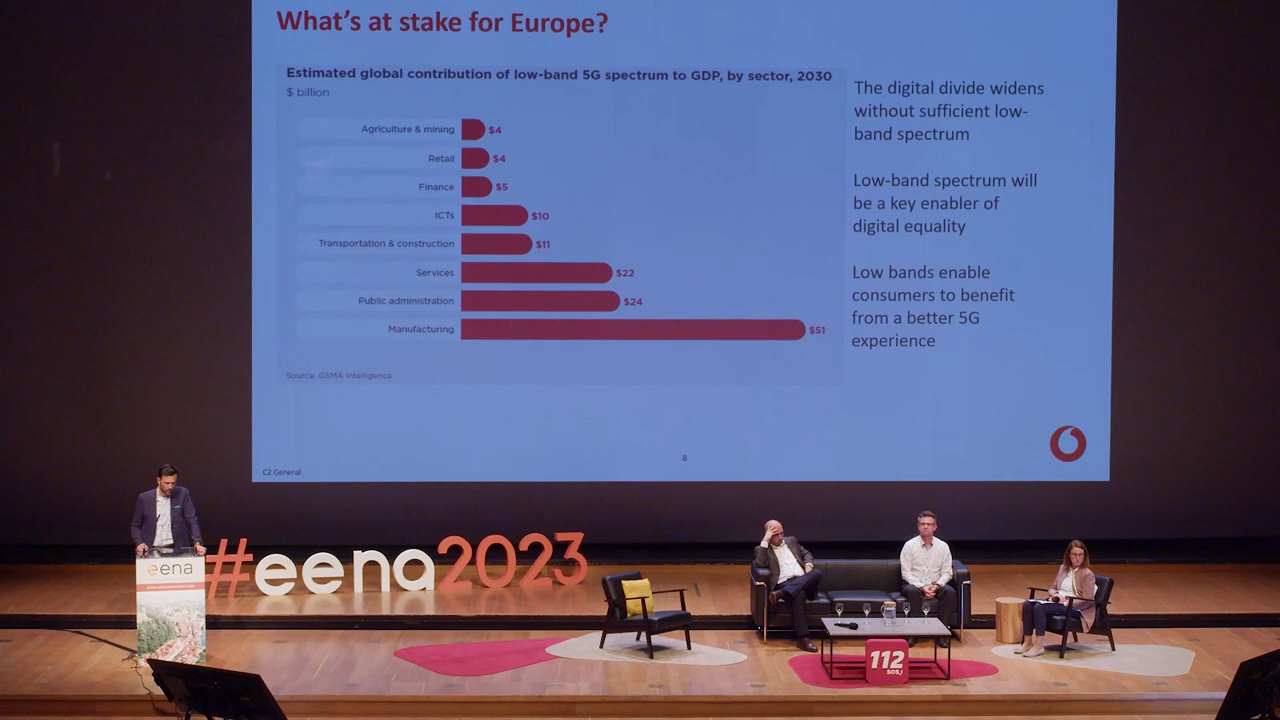 What's at stake for Europe?
Estimated global contribution of low-band 5G spectrum to GDP, by sector, 2030
$ billion
Agriculture & mining $4
Retail $4
Finance $5
ICTs $10
Transportation & construction $11
Services $22
Public administration $24
Manufacturing $51
Source: GSMA Intelligence
The digital divide widens
without sufficient low-
band spectrum
Low-band spectrum will
be a key enabler of
digital equality
Low bands enable
consumers to benefit
from a better 5G
experience
8
C2 General
eena
#eena2023
112
SOS